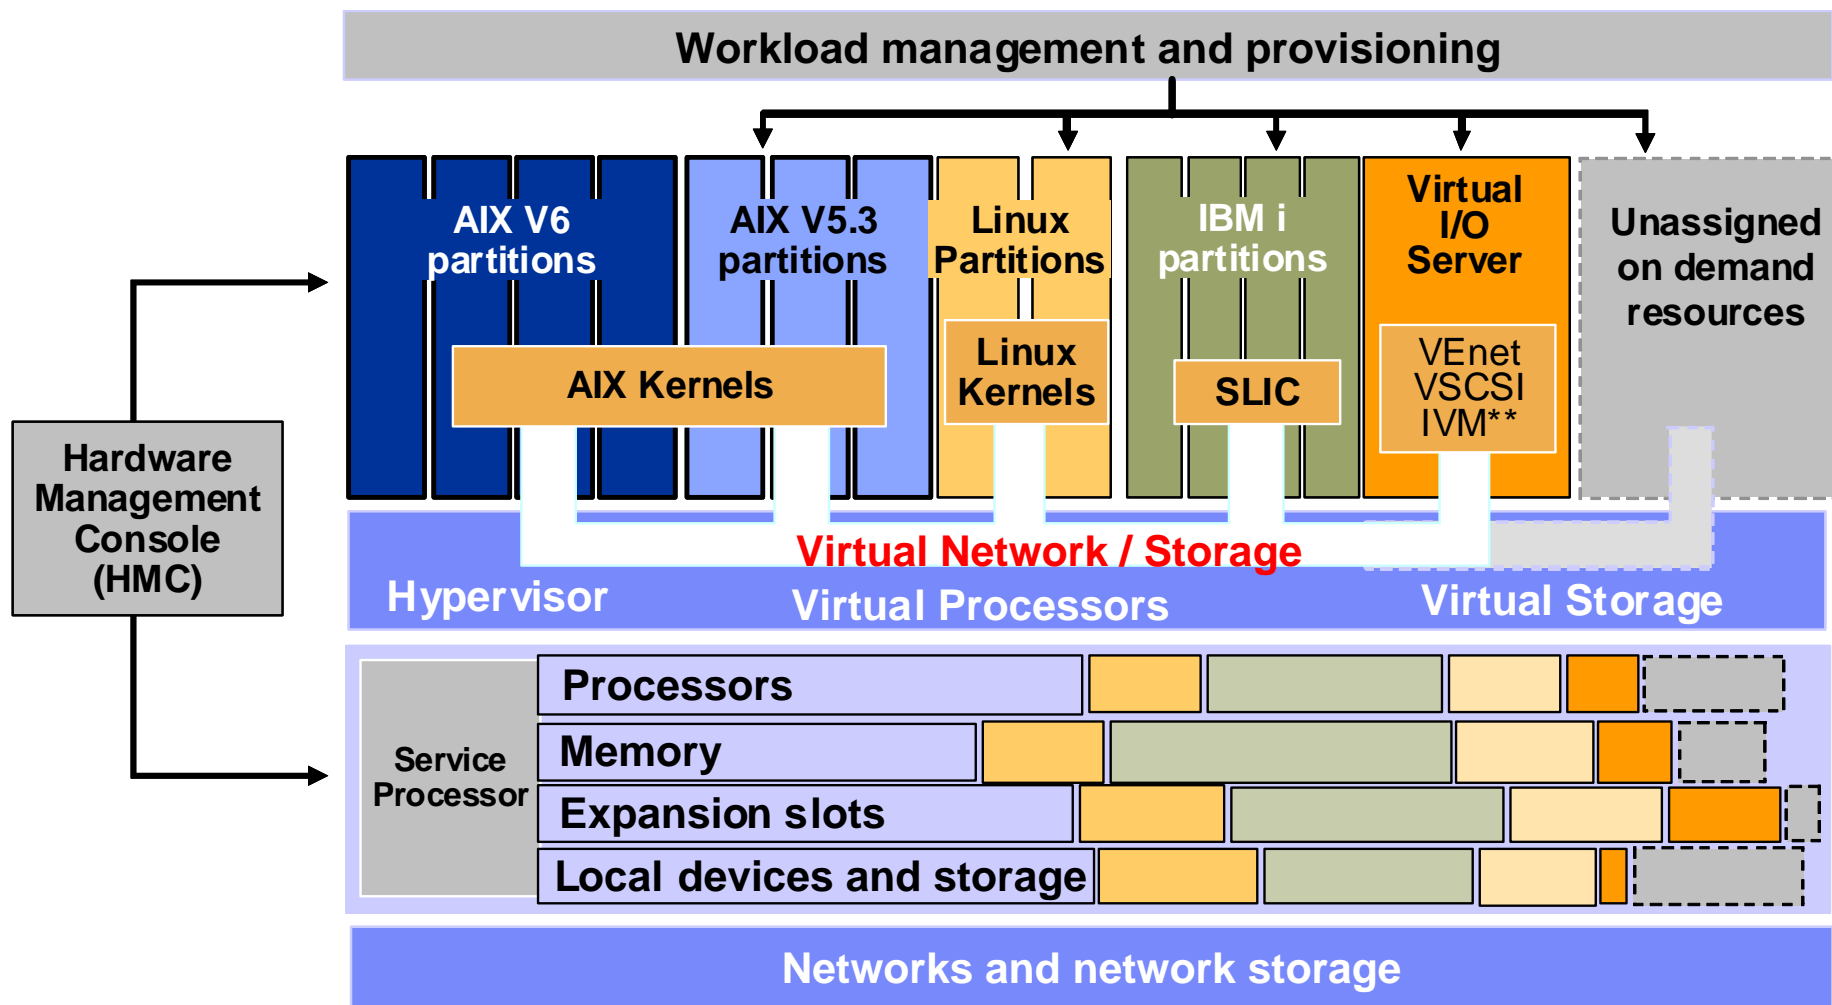 Workload management and provisioning
AIX V6
partitions
AIX V5.3
partitions
Linux
Partitions
IBM i
partitions
Virtual
I/O
Server
Unassigned
on demand
resources
AIX Kernels
Linux
Kernels
SLIC
VEnet
VSCSI
IVM**
Hardware
Management
Console
(HMC)
Virtual Network / Storage
Hypervisor
Virtual Processors
Virtual Storage
Service
Processor
Processors
Memory
Expansion slots
Local devices and storage
Networks and network storage